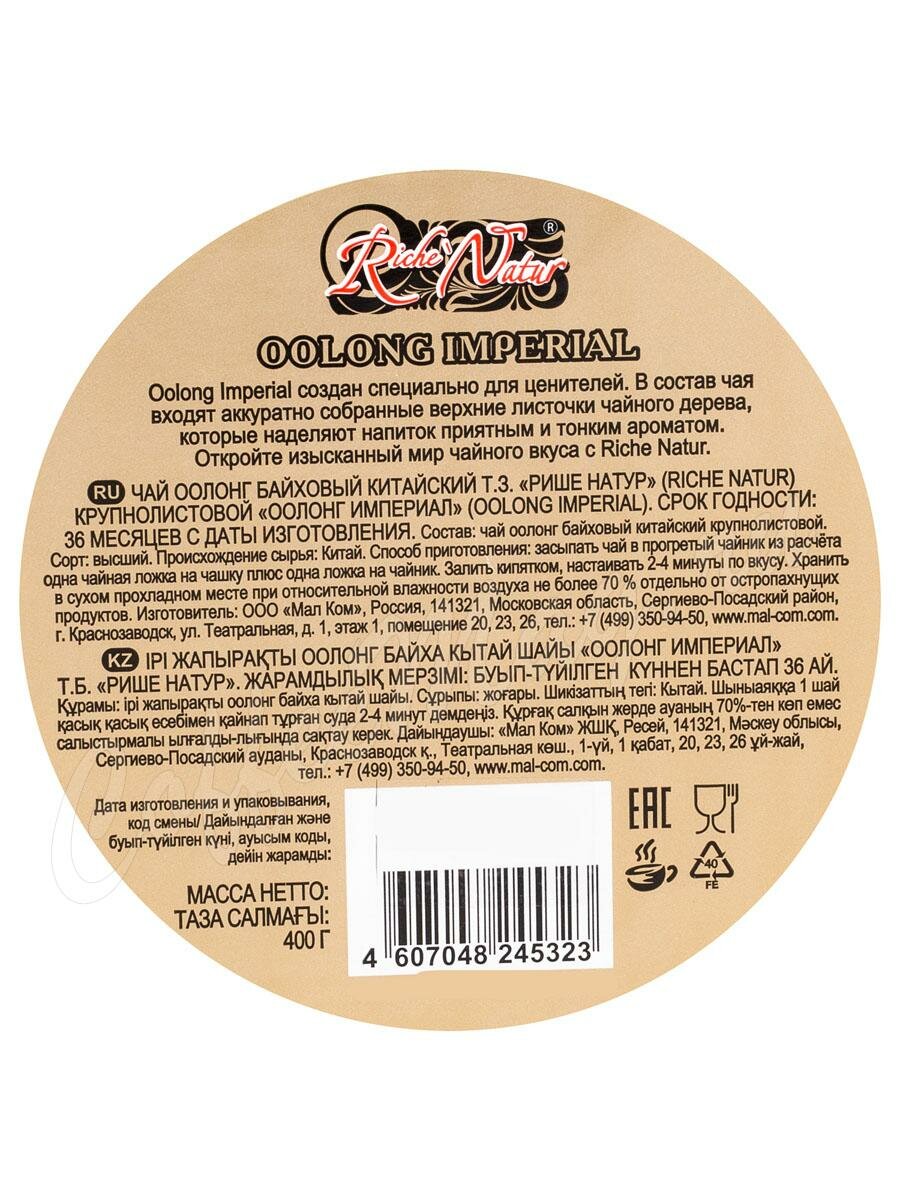 Riche Natur ®
OOLONG IMPERIAL
Oolong Imperial создан специально для ценителей. В состав чая
входят аккуратно собранные верхние листочки чайного дерева,
которые наделяют напиток приятным и тонким ароматом.
Откройте изысканный мир чайного вкуса с Riche Natur.
RU ЧАЙ ООЛОНГ БАЙХОВЫЙ КИТАЙСКИЙ Т.З. «РИШЕ НАТУР» (RICHE NATUR)
КРУПНОЛИСТОВОЙ «ООЛОНГ ИМПЕРИАЛ» (OOLONG IMPERIAL). СРОК ГОДНОСТИ:
36 МЕСЯЦЕВ С ДАТЫ ИЗГОТОВЛЕНИЯ. Состав: чай оолонг байховый китайский крупнолистовой.
Сорт: высший. Происхождение сырья: Китай. Способ приготовления: засыпать чай в прогретый чайник из расчёта
одна чайная ложка на чашку плюс одна ложка на чайник. Залить кипятком, настаивать 2-4 минуты по вкусу. Хранить
в сухом прохладном месте при относительной влажности воздуха не более 70 % отдельно от остропахнущих
продуктов. Изготовитель: ООО «Мал Ком», Россия, 141321, Московская область, Сергиево-Посадский район,
г. Краснозаводск, ул. Театральная, д. 1, этаж 1, помещение 20, 23, 26, тел.: +7 (499) 350-94-50, www.mal-com.com.
KZ ІРІ ЖАПЫРАҚТЫ ООЛОНГ БАЙХА КЫТАЙ ШАЙЫ «ООЛОНГ ИМПЕРИАЛ»
Т.Б. «РИШЕ НАТУР». ЖАРАМДЫЛЫҚ МЕРЗІМІ: БУЫП-ТҮЙІЛГЕН КҮННЕН БАСТАП 36 АЙ.
Құрамы: ірі жапырақты оолонг байха кытай шайы. Сұрыпы: жоғары. Шикізаттың тегі: Кытай. Шыныаяққа 1 шай
қасық қасық есебімен қайнап тұрған суда 2-4 минут демдеңіз. Құрғақ салқын жерде ауаның 70%-тен көп емес
салыстырмалы ылғалды-лығында сақтау керек. Дайындаушы: «Мал Ком» ЖШҚ, Ресей, 141321, Мәскеу облысы,
Сергиево-Посадский ауданы, Краснозаводск қ., Театральная көш., 1-үй, 1 қабат, 20, 23, 26 ұй-жай,
тел.: +7 (499) 350-94-50, www.mal-com.com.
Дата изготовления и упаковывания,
код смены/ Дайындалған және
буып-түйілген күні, ауысым коды,
дейін жарамды:
МАССА НЕТТО:
ТАЗА САЛМАҒЫ:
400 Г
4 607048 245323
EAC
40
FE